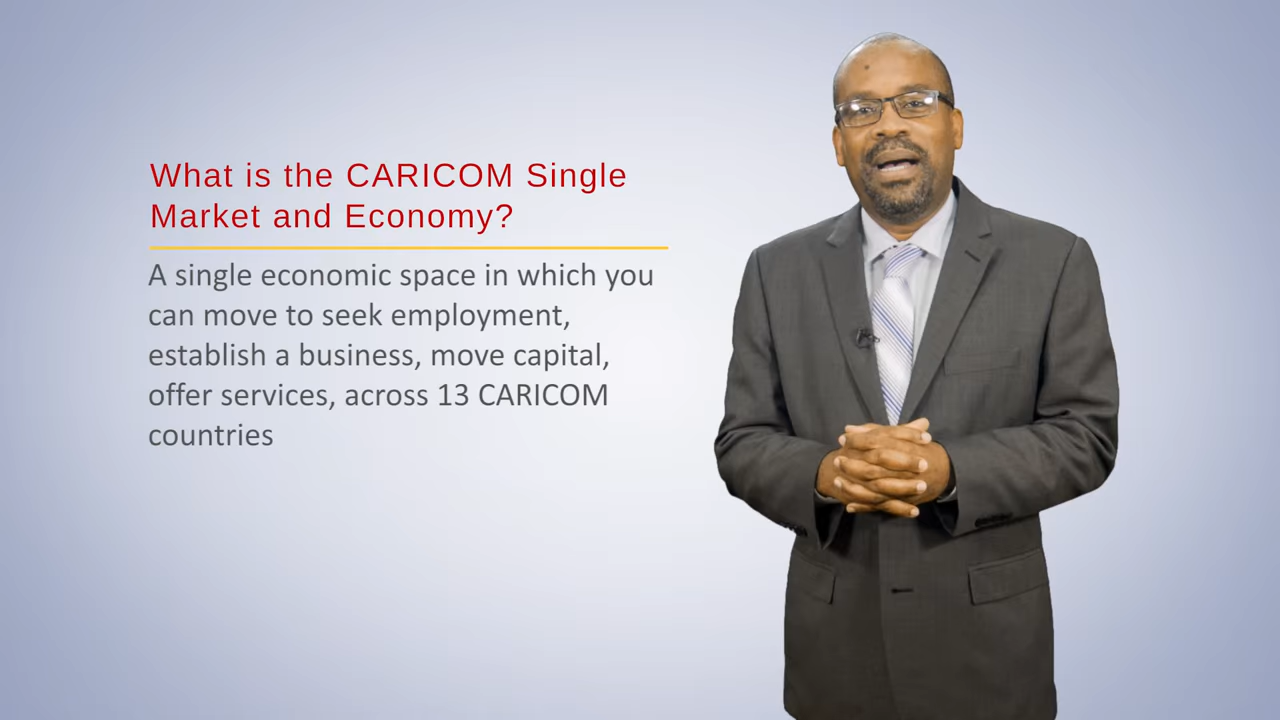 What is the CARICOM Single
Market and Economy?
A single economic space in which you
can move to seek employment,
establish a business, move capital,
offer services, across 13 CARICOM
countries